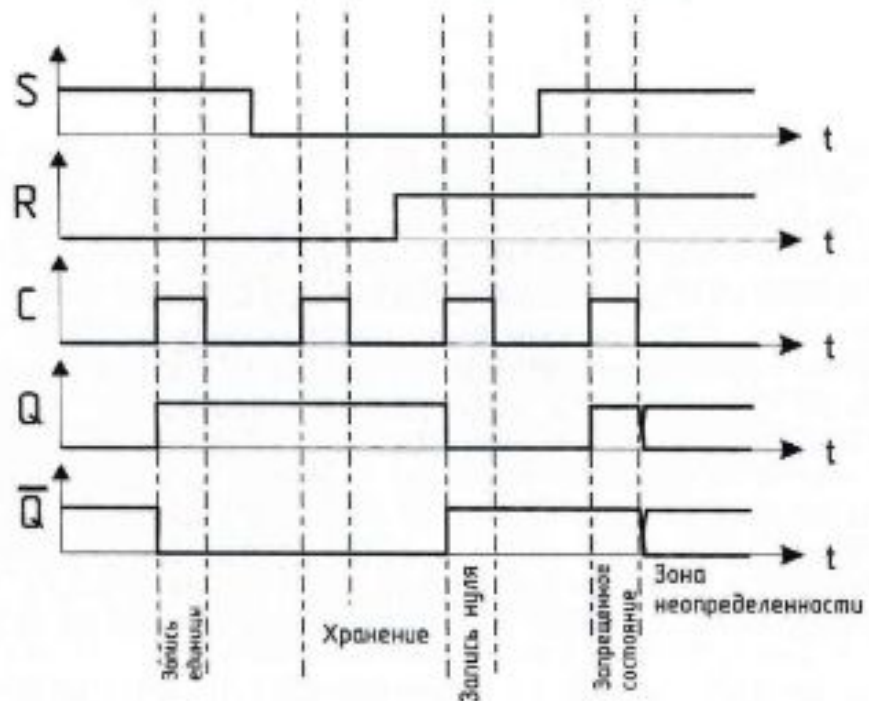 S
t
R
t
C
t
Q
t
Q̅
t
Запись
единицы
Хранение
Запись нуля
Запрещенное
состояние
Зона
неопределенности